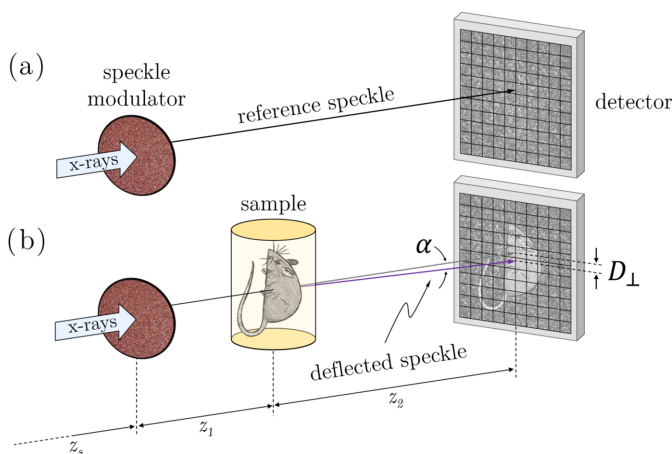 (a)
speckle
modulator
x-rays
reference speckle
detector
(b)
sample
x-rays
α
D⊥
deflected speckle
z₁
z₂
zₛ